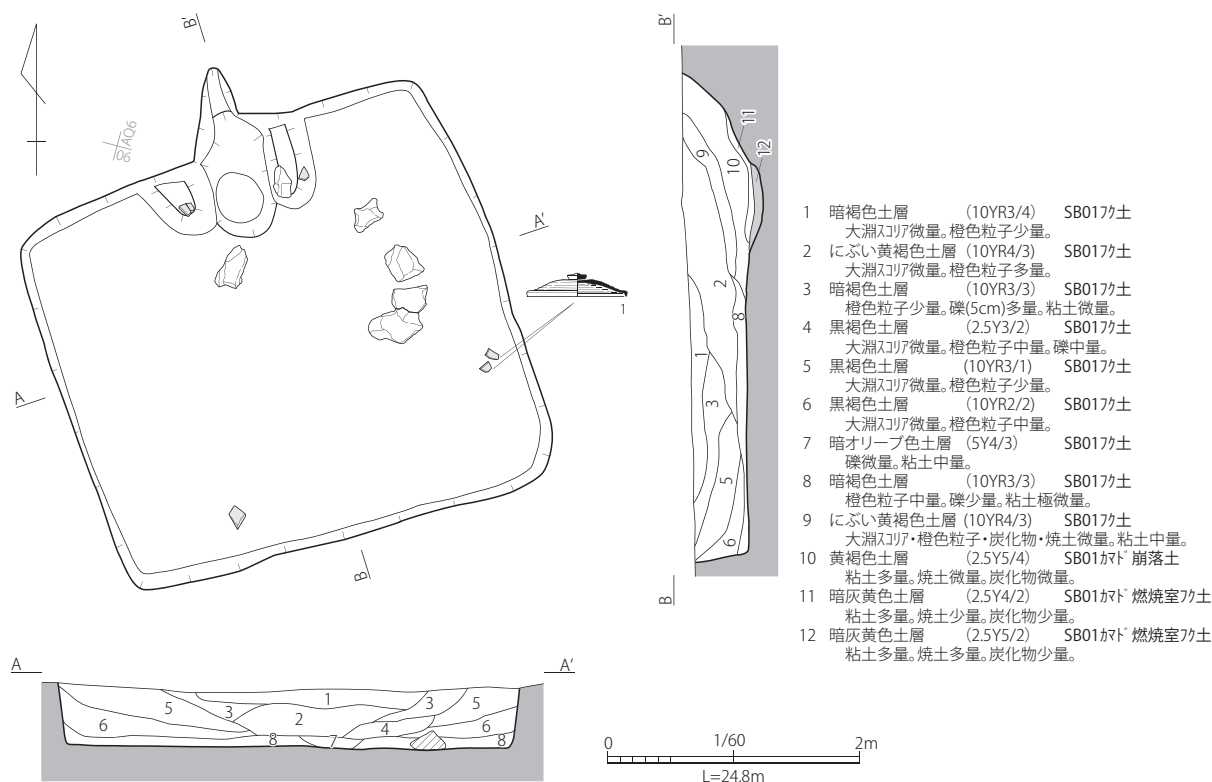 B'
06|AQ6
A'
A
B
1
B'
11
12
9
10
2
8
1
3
5
6
B
1 暗褐色土層 (10YR3/4) SB01フク土
大淵スコリア微量。橙色粒子少量。
2 にぶい黄褐色土層 (10YR4/3) SB01フク土
大淵スコリア微量。橙色粒子多量。
3 暗褐色土層 (10YR3/3) SB01フク土
橙色粒子少量。礫(5cm)多量。粘土微量。
4 黒褐色土層 (2.5Y3/2) SB01フク土
大淵スコリア微量。橙色粒子中量。礫中量。
5 黒褐色土層 (10YR3/1) SB01フク土
大淵スコリア微量。橙色粒子少量。
6 黒褐色土層 (10YR2/2) SB01フク土
大淵スコリア微量。橙色粒子中量。
7 暗オリーブ色土層 (5Y4/3) SB01フク土
礫微量。粘土中量。
8 暗褐色土層 (10YR3/3) SB01フク土
橙色粒子中量。礫少量。粘土極微量。
9 にぶい黄褐色土層 (10YR4/3) SB01フク土
大淵スコリア・橙色粒子・炭化物・焼土微量。粘土中量。
10 黄褐色土層 (2.5Y5/4) SB01カマド崩落土
粘土多量。焼土微量。炭化物微量。
11 暗灰黄色土層 (2.5Y4/2) SB01カマド燃焼室フク土
粘土多量。焼土少量。炭化物少量。
12 暗灰黄色土層 (2.5Y5/2) SB01カマド燃焼室フク土
粘土多量。焼土多量。炭化物少量。
A A'
1
5 3 2 3 5
6 4 6
8 7 8
0 1/60 2m
L=24.8m